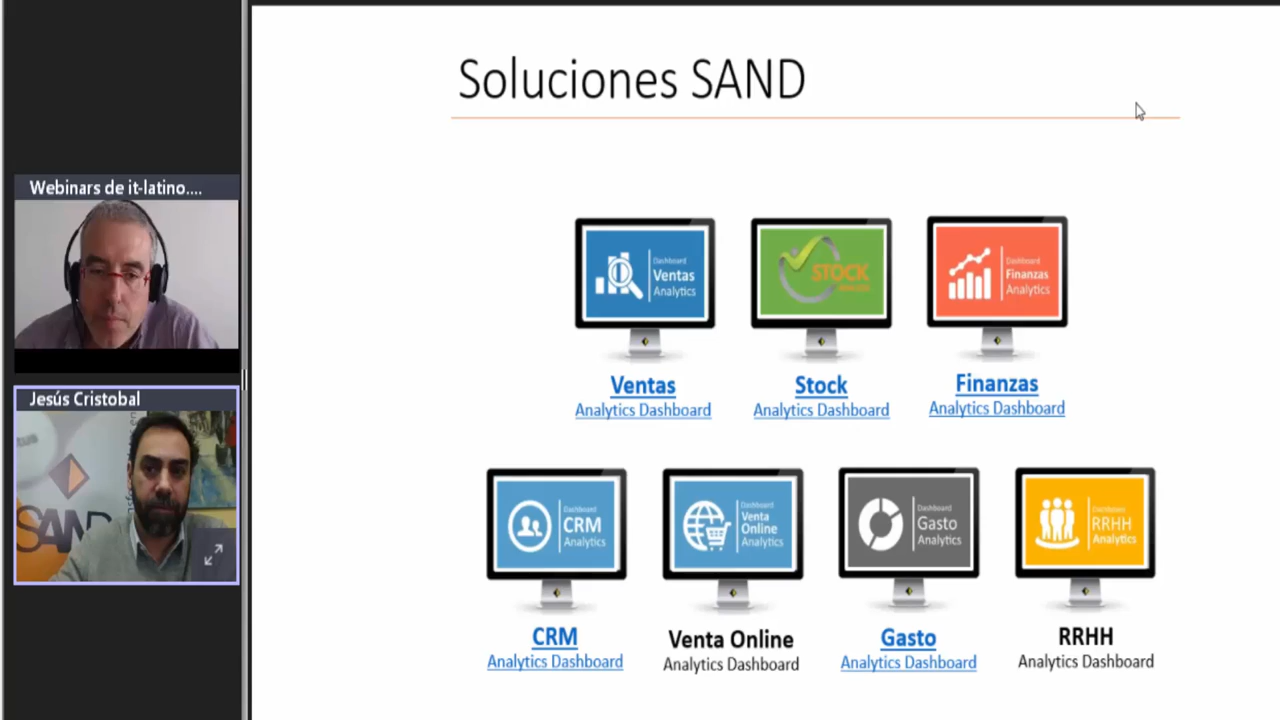 Soluciones SAND
Webinars de it-latino....
Jesús Cristobal
SAND
Dashboard
Ventas
Analytics
STOCK
Dashboard
Finanzas
Analytics
Ventas
Analytics Dashboard
Stock
Analytics Dashboard
Finanzas
Analytics Dashboard
Dashboard
CRM
Analytics
Dashboard
Venta
Online
Analytics
Dashboard
Gasto
Analytics
Dashboard
RRHH
Analytics
CRM
Analytics Dashboard
Venta Online
Analytics Dashboard
Gasto
Analytics Dashboard
RRHH
Analytics Dashboard